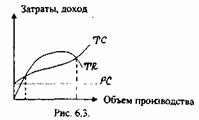 Затраты, доход
TC
TR
FC
Объем производства
Рис. 6.3.